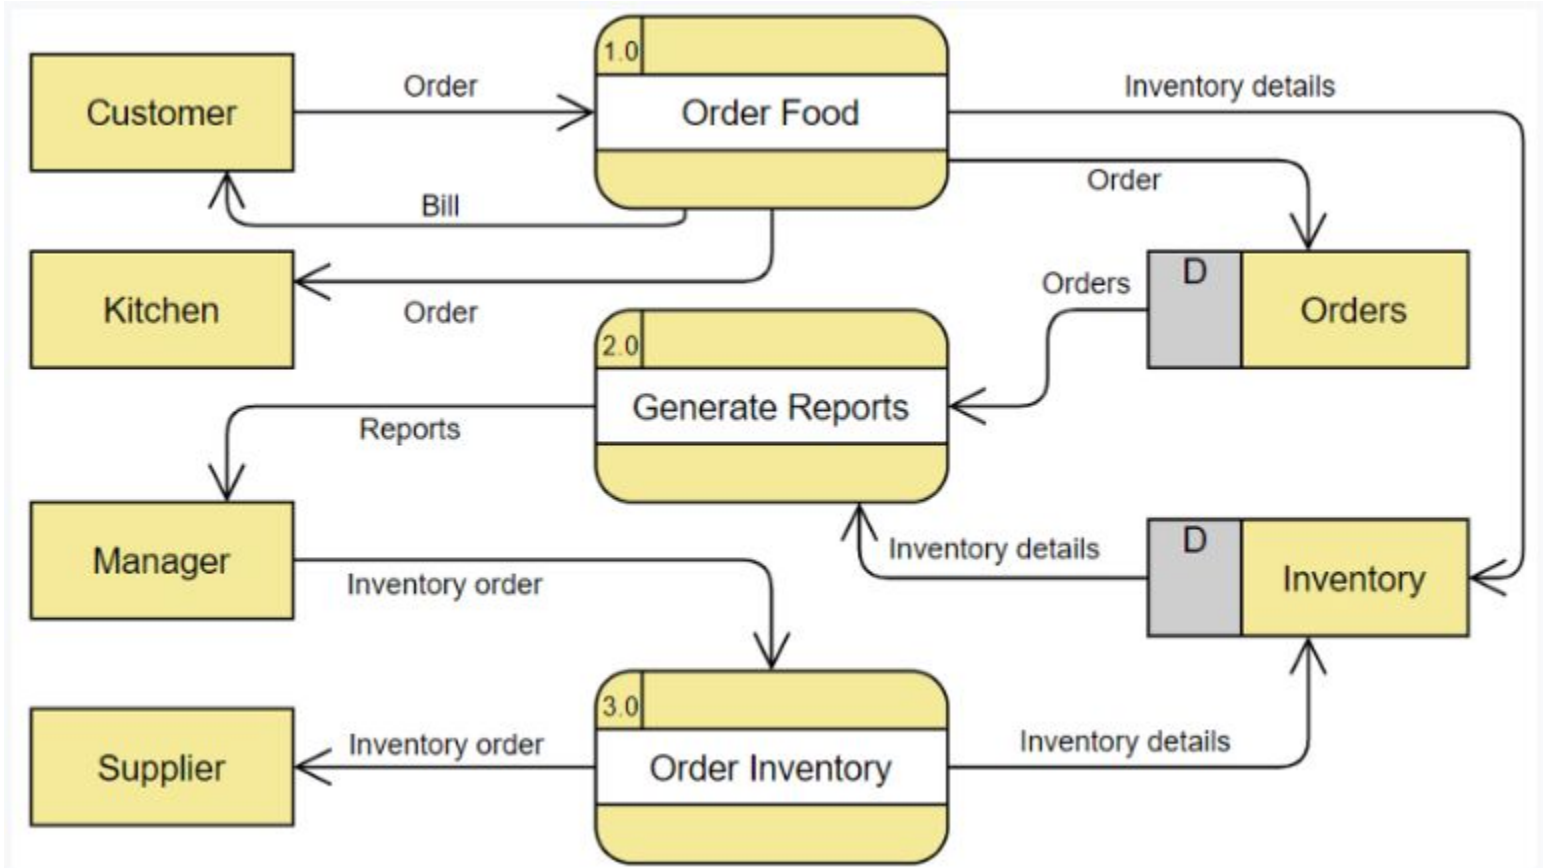 1.0
Customer
Order
Order Food
Inventory details
Order
Bill
Kitchen
Order
D
Orders
Orders
2.0
Generate Reports
Reports
Manager
Inventory order
Inventory details
D
Inventory
3.0
Supplier
Inventory order
Order Inventory
Inventory details